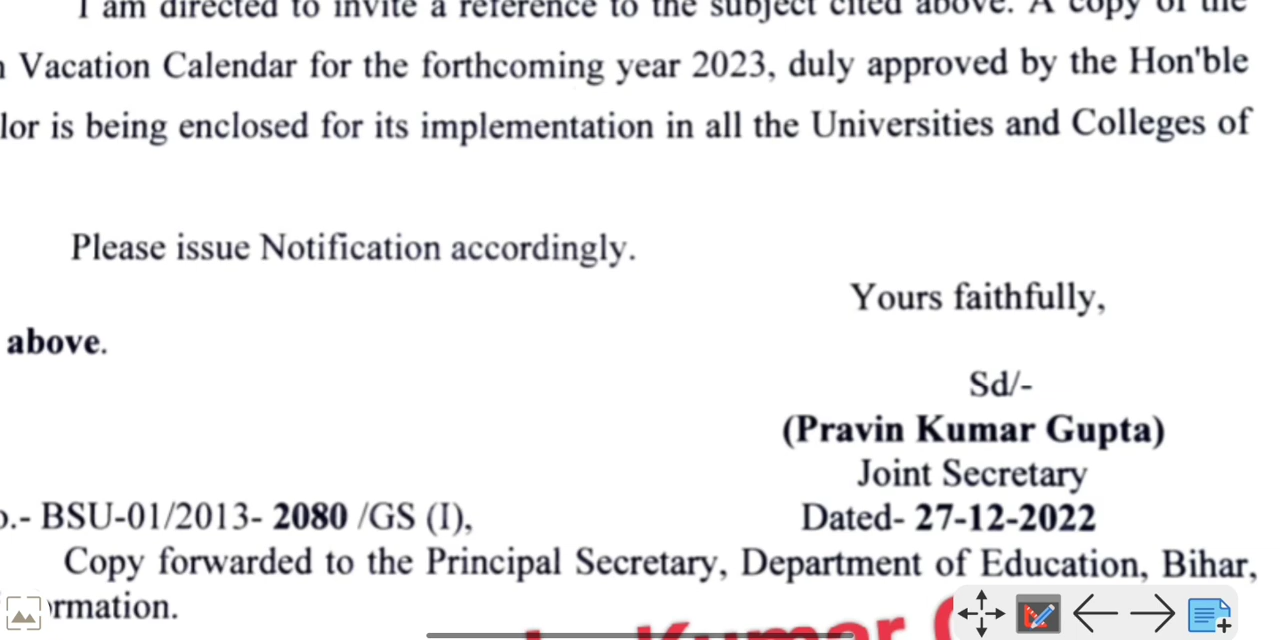 I am directed to invite a reference to the subject cited above. A copy of the
Vacation Calendar for the forthcoming year 2023, duly approved by the Hon'ble
lor is being enclosed for its implementation in all the Universities and Colleges of
Please issue Notification accordingly.
Yours faithfully,
above.
Sd/-
(Pravin Kumar Gupta)
Joint Secretary
.- BSU-01/2013- 2080 /GS (I),
Dated- 27-12-2022
Copy forwarded to the Principal Secretary, Department of Education, Bihar,
rmation.
Kumar